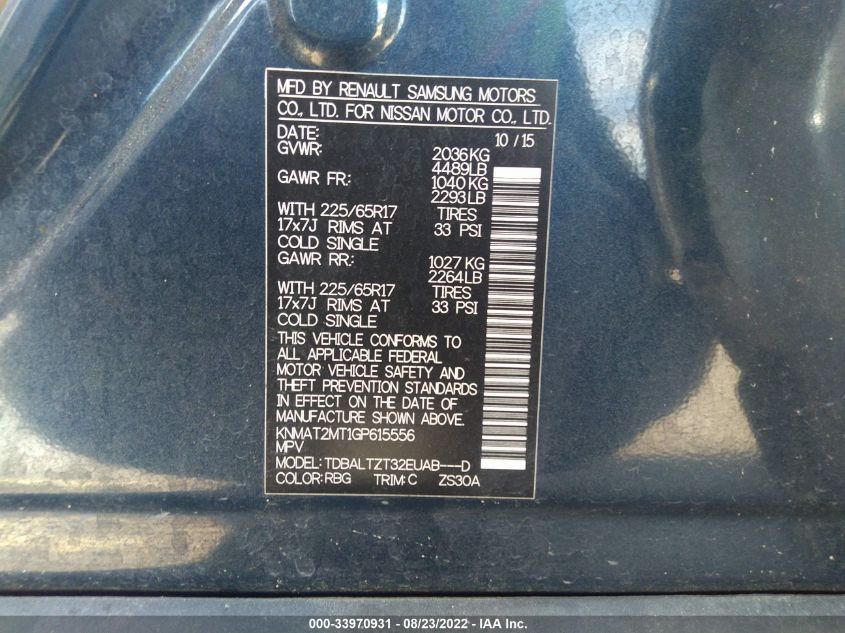 MFD BY RENAULT SAMSUNG MOTORS
CO., LTD. FOR NISSAN MOTOR CO., LTD.
DATE: 10 / 15
GVWR: 2036KG
4489LB
GAWR FR.: 1040 KG
2293LB
WITH 225/65R17 TIRES
17x7J RIMS AT 33 PSI
COLD SINGLE
GAWR RR.: 1027 KG
2264LB
WITH 225/65R17 TIRES
17x7J RIMS AT 33 PSI
COLD SINGLE
THIS VEHICLE CONFORMS TO
ALL APPLICABLE FEDERAL
MOTOR VEHICLE SAFETY AND
THEFT PREVENTION STANDARDS
IN EFFECT ON THE DATE OF
MANUFACTURE SHOWN ABOVE.
KNMAT2MT1GP615556
MPV
MODEL: TDBALTZT32EUAB---D
COLOR: RBG TRIM: C ZS30A
000-33970931 - 08/23/2022 - IAA Inc.